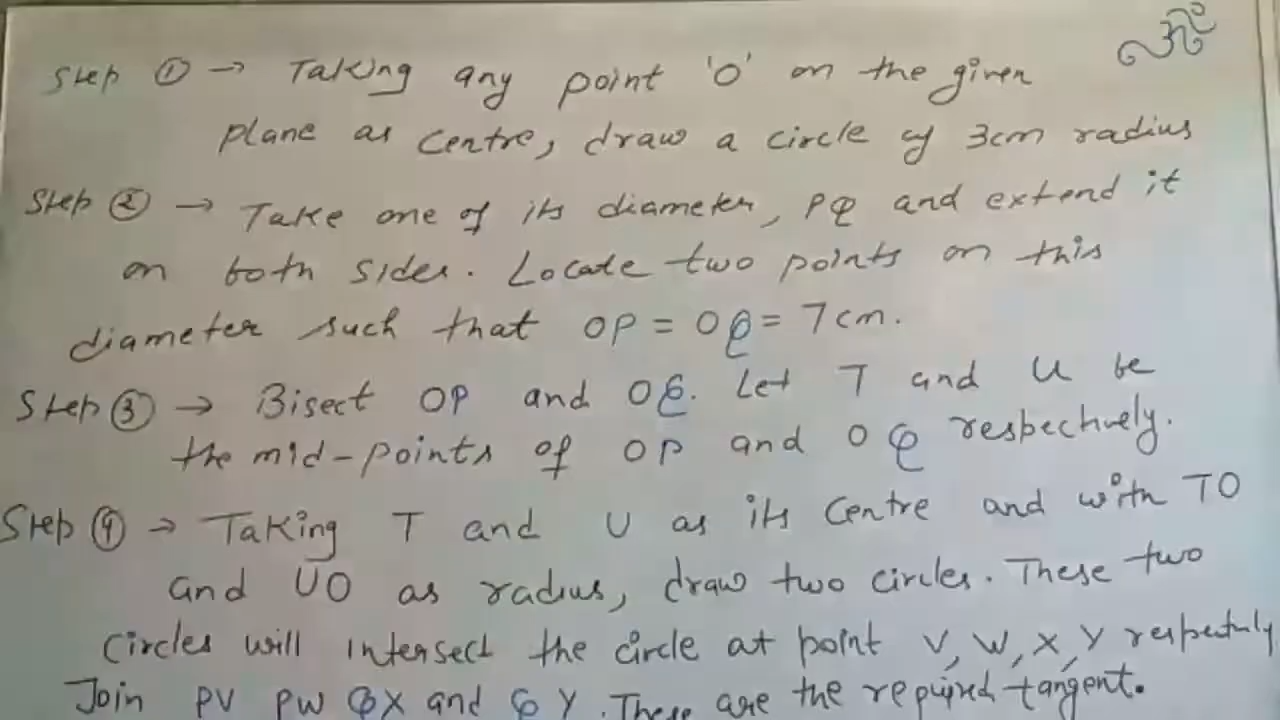 ॐ
Step ① → Taking any point 'O' on the given
plane as centre, draw a circle of 3cm radius
Step ② → Take one of its diameter, PQ and extend it
on both sides. Locate two points on this
diameter such that OP = OQ = 7cm.
Step ③ → Bisect OP and OQ. Let T and U be
the mid-points of OP and OQ respectively.
Step ④ → Taking T and U as its centre and with TO
and UO as radius, draw two circles. These two
circles will intersect the circle at point V, W, X, Y respectively
Join PV PW QX and QY. These are the required tangent.